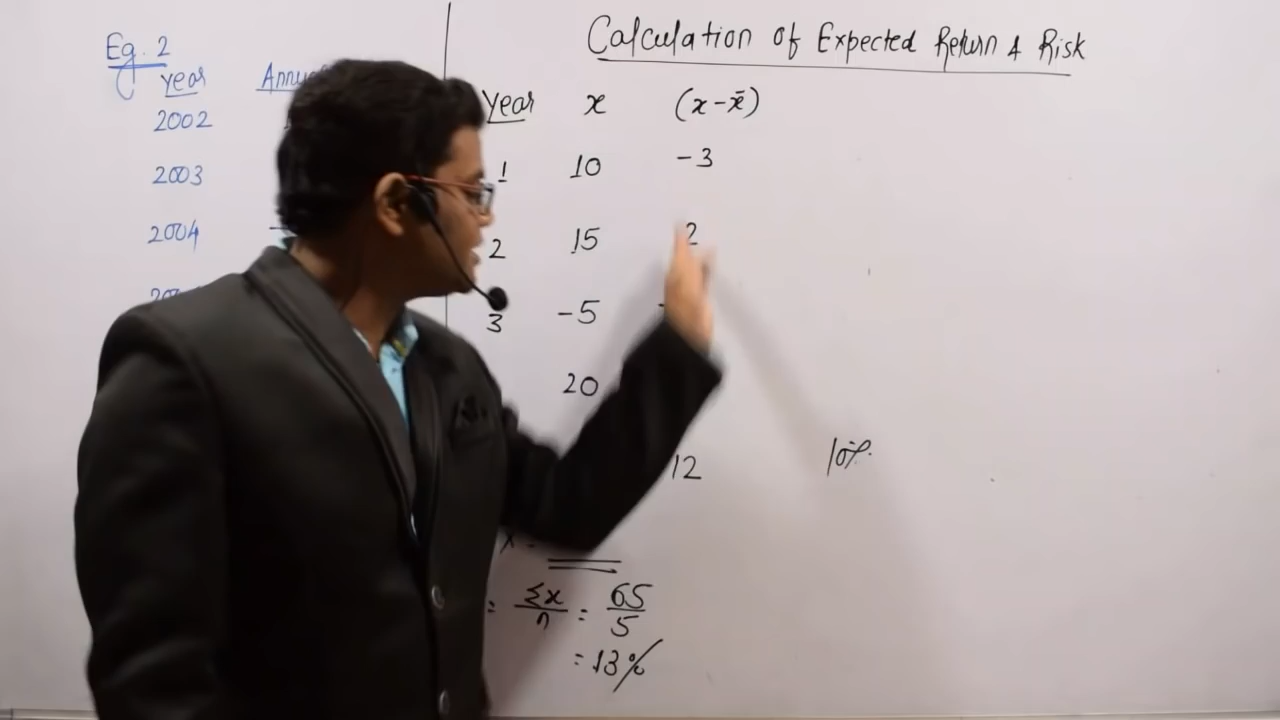 Calculation of Expected Return & Risk
Eg. 2
year
2002
2003
2004
Year x (x-x̄)
1 10 -3
2 15 2
3 -5
20
12
10%
= Σx/n = 65/5
= 13%